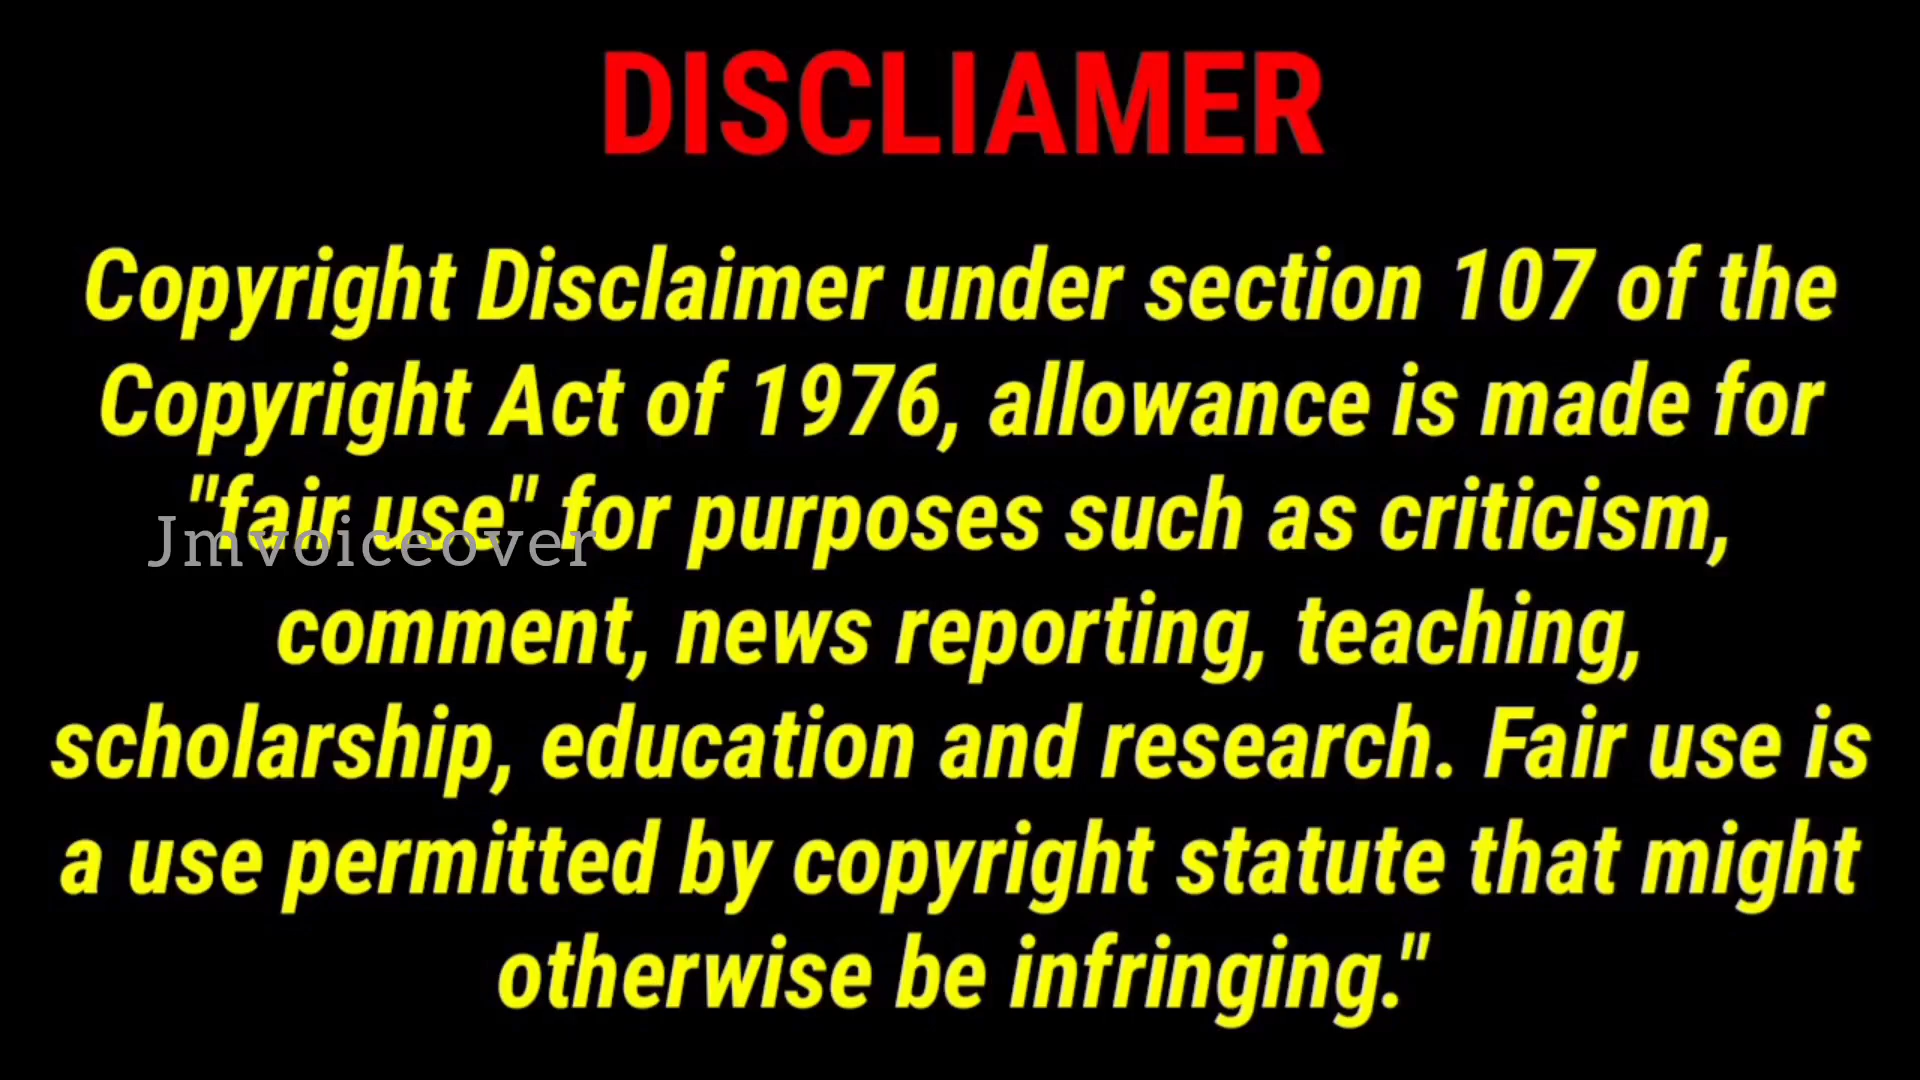 DISCLIAMER
Copyright Disclaimer under section 107 of the
Copyright Act of 1976, allowance is made for
"fair use" for purposes such as criticism,
Jmvoiceover
comment, news reporting, teaching,
scholarship, education and research. Fair use is
a use permitted by copyright statute that might
otherwise be infringing."